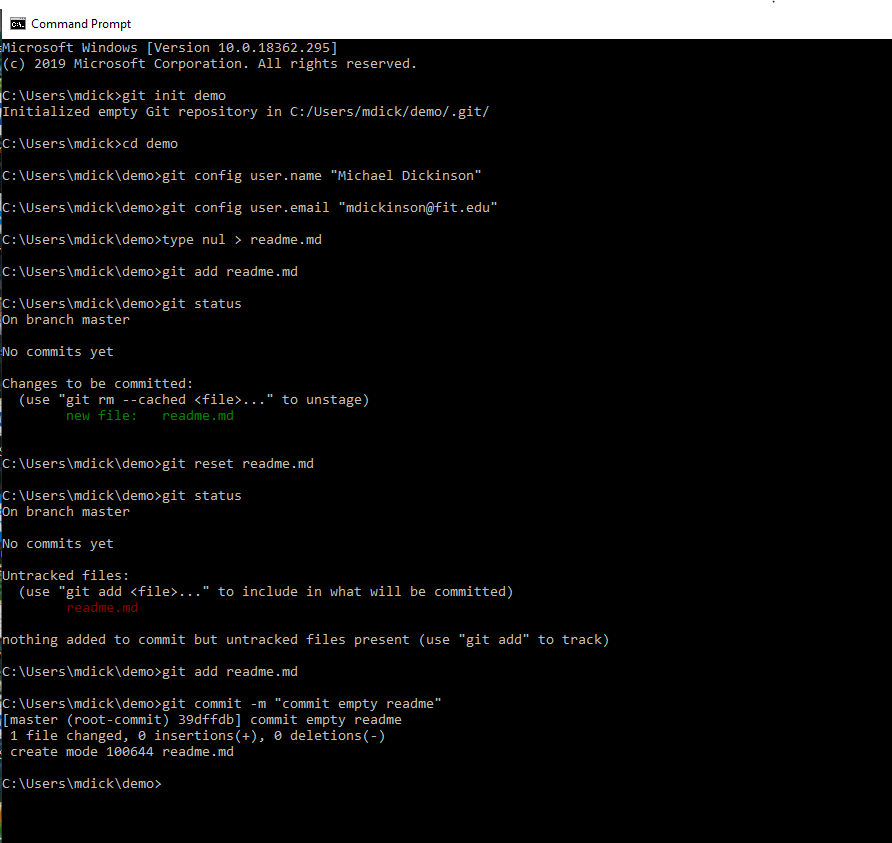 Command Prompt
Microsoft Windows [Version 10.0.18362.295]
(c) 2019 Microsoft Corporation. All rights reserved.
C:\Users\mdick>git init demo
Initialized empty Git repository in C:/Users/mdick/demo/.git/
C:\Users\mdick>cd demo
C:\Users\mdick\demo>git config user.name "Michael Dickinson"
C:\Users\mdick\demo>git config user.email "mdickinson@fit.edu"
C:\Users\mdick\demo>type nul > readme.md
C:\Users\mdick\demo>git add readme.md
C:\Users\mdick\demo>git status
On branch master
No commits yet
Changes to be committed:
  (use "git rm --cached <file>..." to unstage)
        new file:   readme.md
C:\Users\mdick\demo>git reset readme.md
C:\Users\mdick\demo>git status
On branch master
No commits yet
Untracked files:
  (use "git add <file>..." to include in what will be committed)
        readme.md
nothing added to commit but untracked files present (use "git add" to track)
C:\Users\mdick\demo>git add readme.md
C:\Users\mdick\demo>git commit -m "commit empty readme"
[master (root-commit) 39dffdb] commit empty readme
 1 file changed, 0 insertions(+), 0 deletions(-)
 create mode 100644 readme.md
C:\Users\mdick\demo>